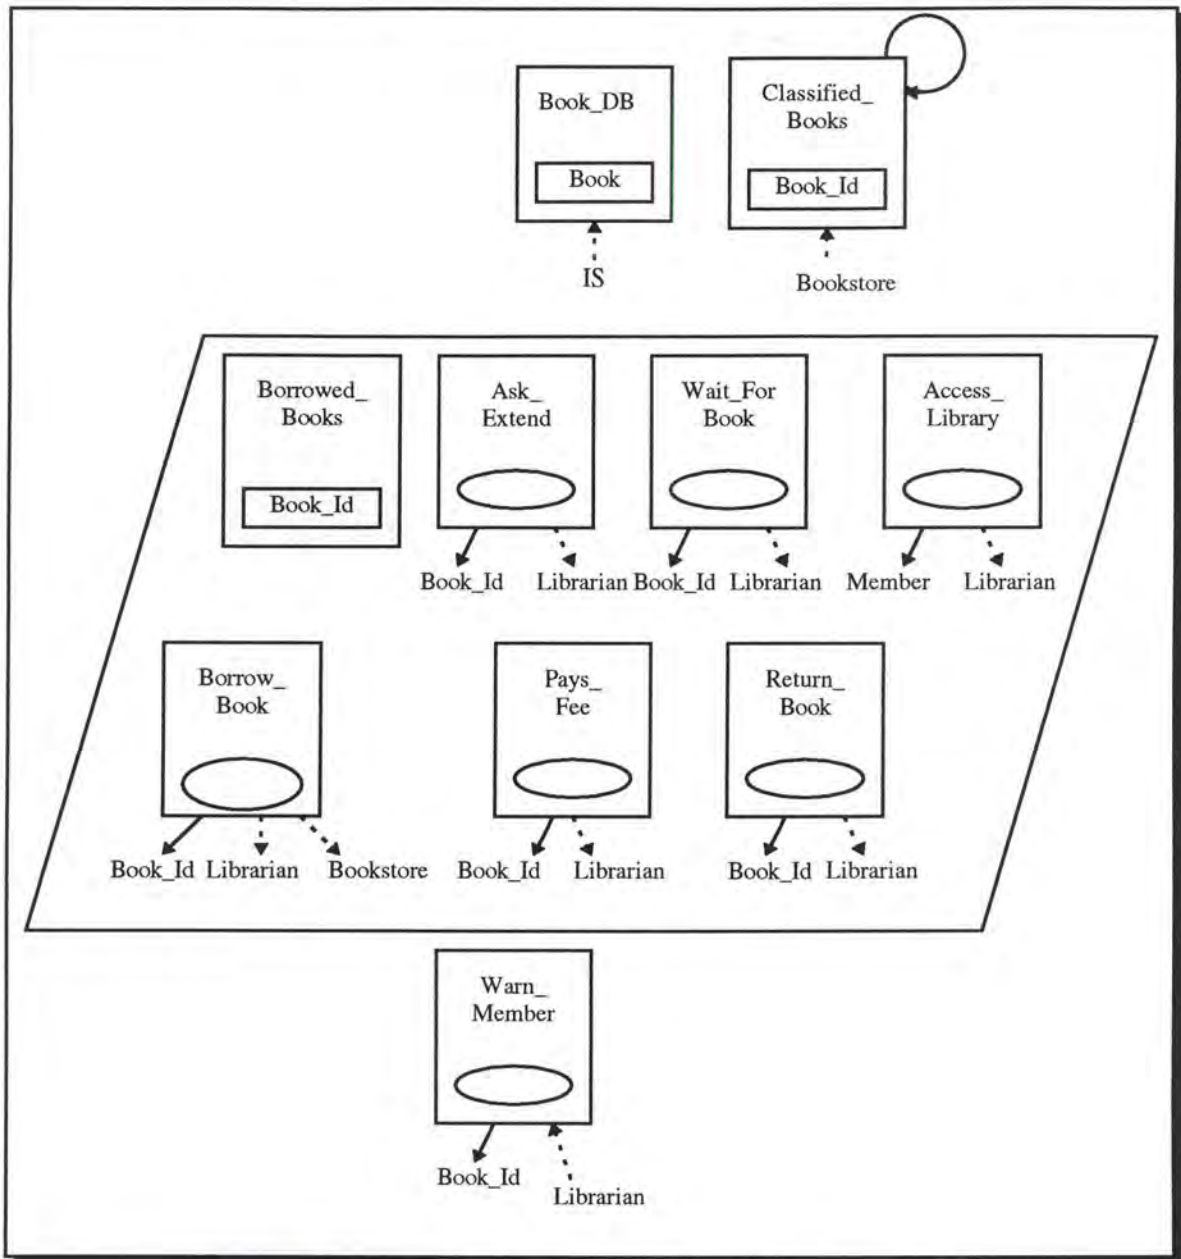 Book_DB
Book
IS
Classified_
Books
Book_Id
Bookstore
Borrowed_
Books
Book_Id
Ask_
Extend
Book_Id Librarian
Wait_For
Book
Book_Id Librarian
Access_
Library
Member Librarian
Borrow_
Book
Book_Id Librarian Bookstore
Pays_
Fee
Book_Id Librarian
Return_
Book
Book_Id Librarian
Warn_
Member
Book_Id
Librarian